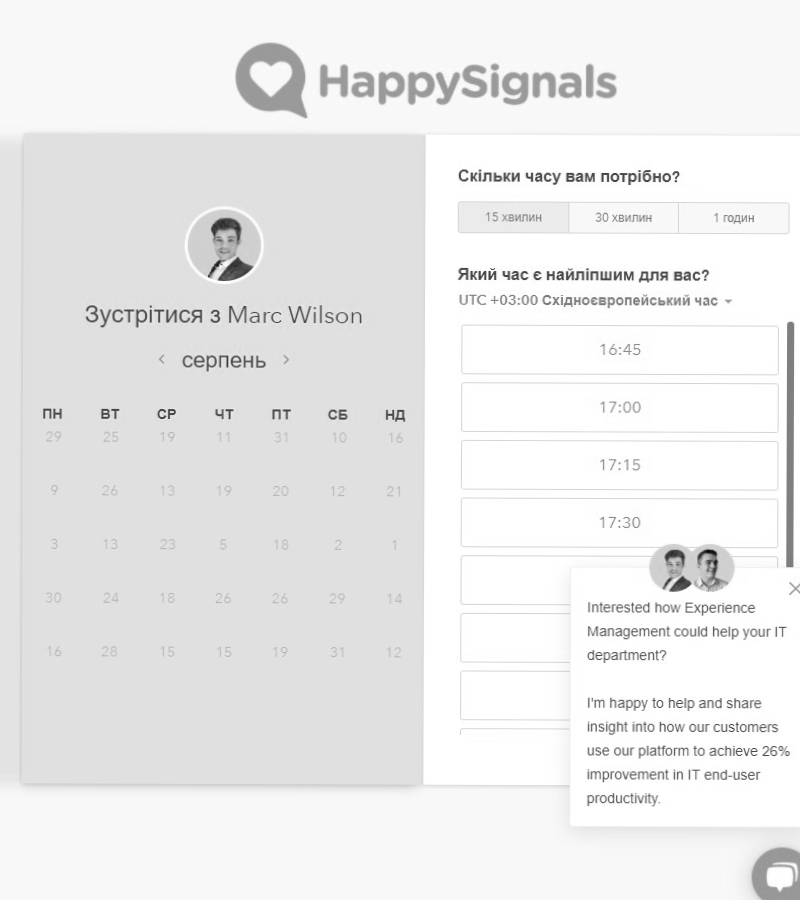 HappySignals
Зустрітися з Marc Wilson
серпень
ПН ВТ СР ЧТ ПТ СБ НД
29 25 19 11 31 10 16
9 26 13 19 20 12 21
3 13 23 5 18 2 1
30 24 18 26 26 29 14
16 28 15 15 19 31 12
Скільки часу вам потрібно?
15 хвилин 30 хвилин 1 годин
Який час є найліпшим для вас?
UTC +03:00 Східноєвропейський час
16:45
17:00
17:15
17:30
Interested how Experience
Management could help your IT
department?
I'm happy to help and share
insight into how our customers
use our platform to achieve 26%
improvement in IT end-user
productivity.